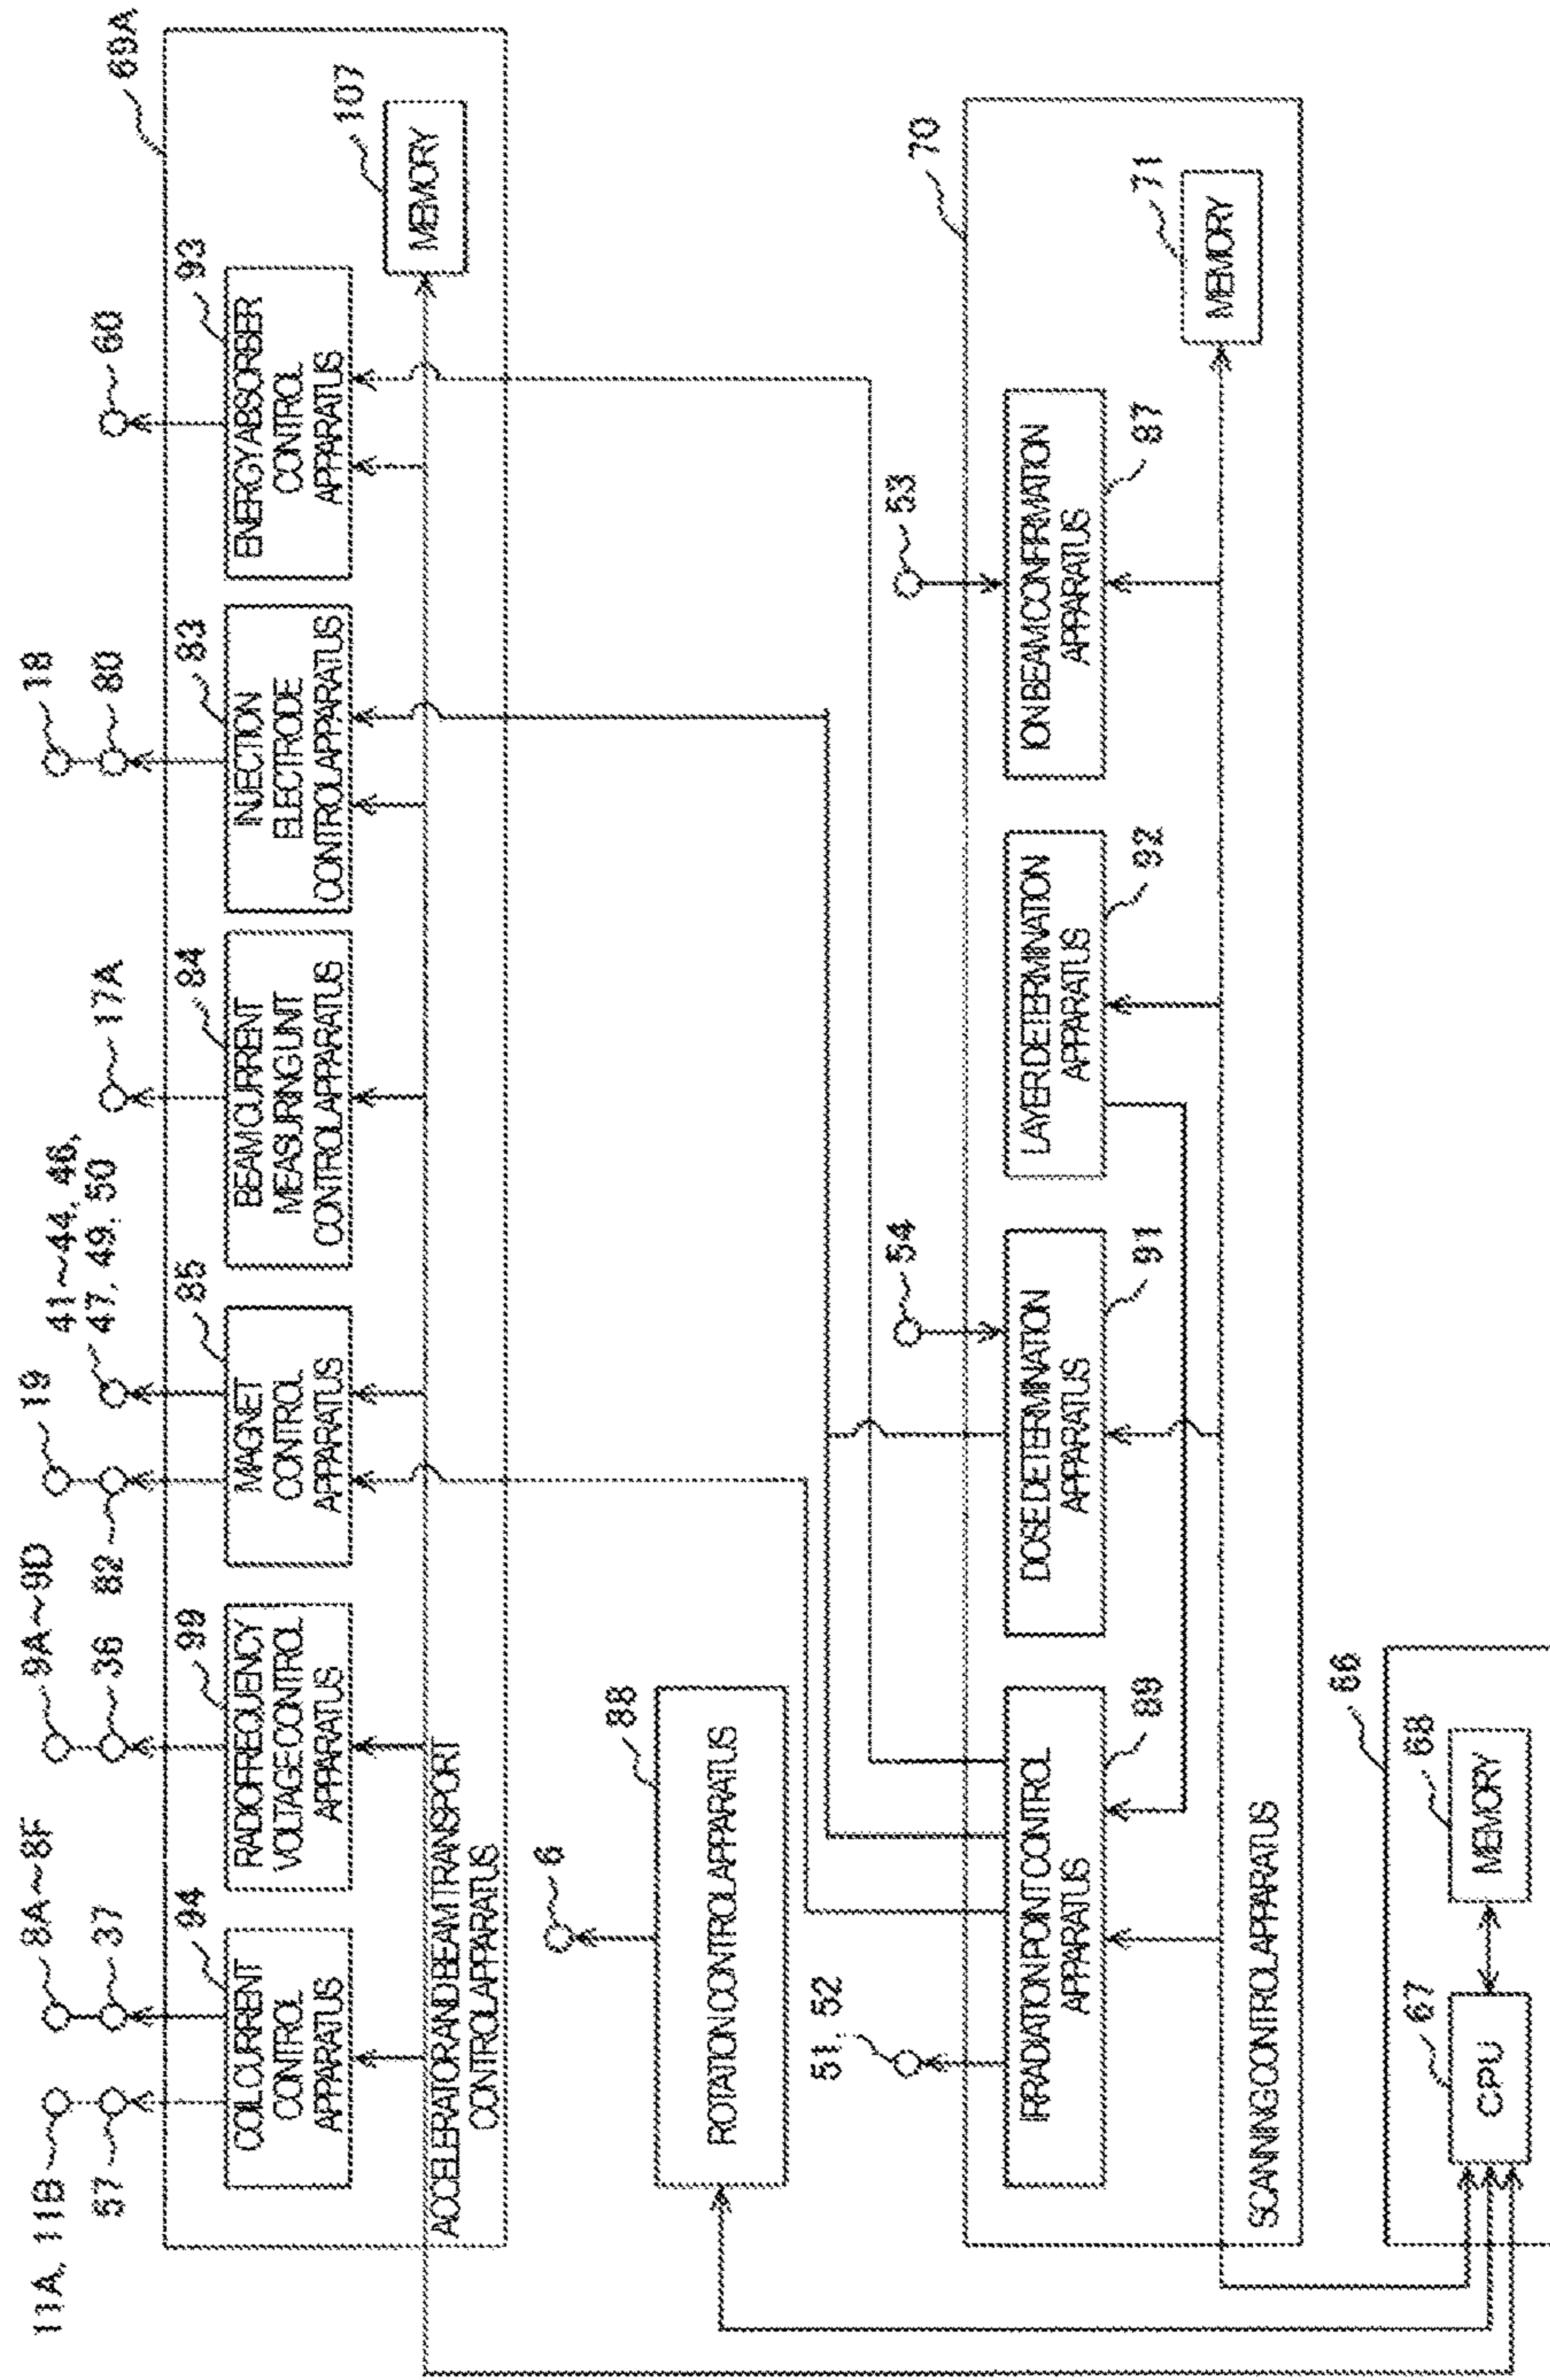 11A, 11B
8A~8F
9A~9D
19
41~44, 46,
47, 49, 50
18
57
37
36
82
17A
80
60
69A
94
99
85
84
83
93
COIL CURRENT
CONTROL
APPARATUS
RADIOFREQUENCY
VOLTAGE CONTROL
APPARATUS
MAGNET
CONTROL
APPARATUS
BEAM CURRENT
MEASURING UNIT
CONTROL APPARATUS
INJECTION
ELECTRODE
CONTROL APPARATUS
ENERGY ABSORBER
CONTROL
APPARATUS
107
MEMORY
ACCELERATOR AND BEAM TRANSPORT
CONTROL APPARATUS
6
88
ROTATION CONTROL APPARATUS
51, 52
54
53
70
IRRADIATION POINT CONTROL
APPARATUS
DOSE DETERMINATION
APPARATUS
LAYER DETERMINATION
APPARATUS
ION BEAM CONFIRMATION
APPARATUS
89
91
92
87
71
MEMORY
SCANNING CONTROL APPARATUS
66
67
CPU
68
MEMORY